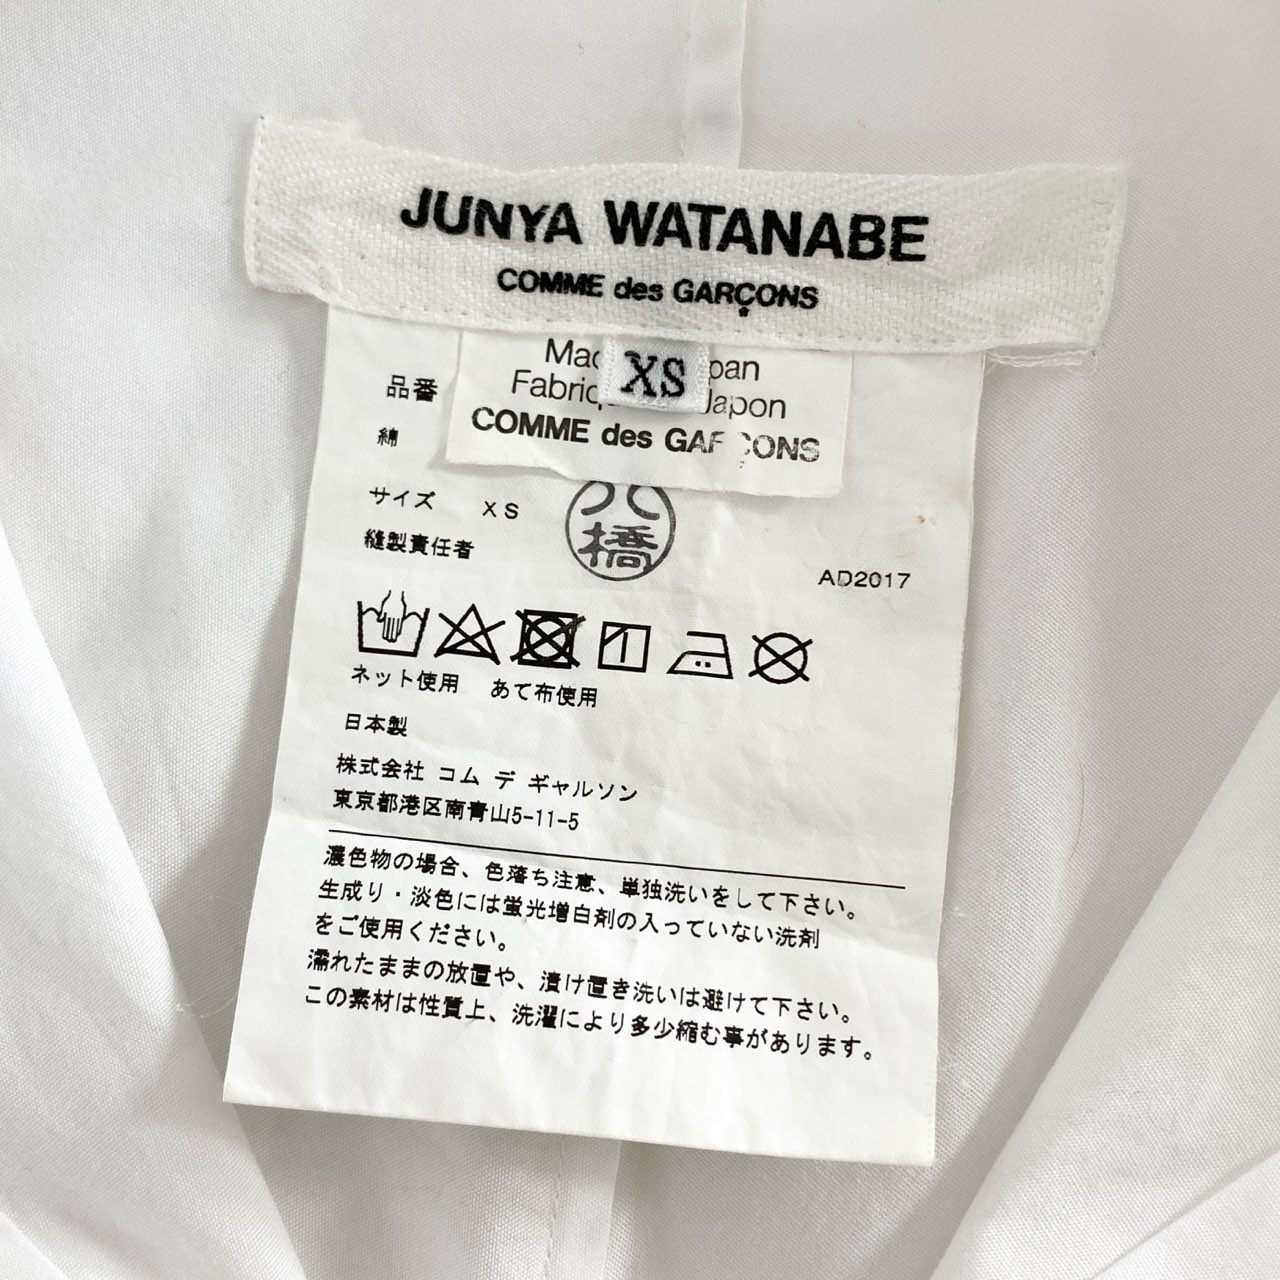 JUNYA WATANABE
COMME des GARÇONS
XS
COMME des GARÇONS
品番
綿
サイズ XS
八橋
縫製責任者
AD2017
ネット使用 あて布使用
日本製
株式会社 コム デ ギャルソン
東京都港区南青山5-11-5
濃色物の場合、色落ち注意、単独洗いをして下さい。
生成り・淡色には蛍光増白剤の入っていない洗剤
をご使用ください。
濡れたままの放置や、漬け置き洗いは避けて下さい。
この素材は性質上、洗濯により多少縮む事があります。